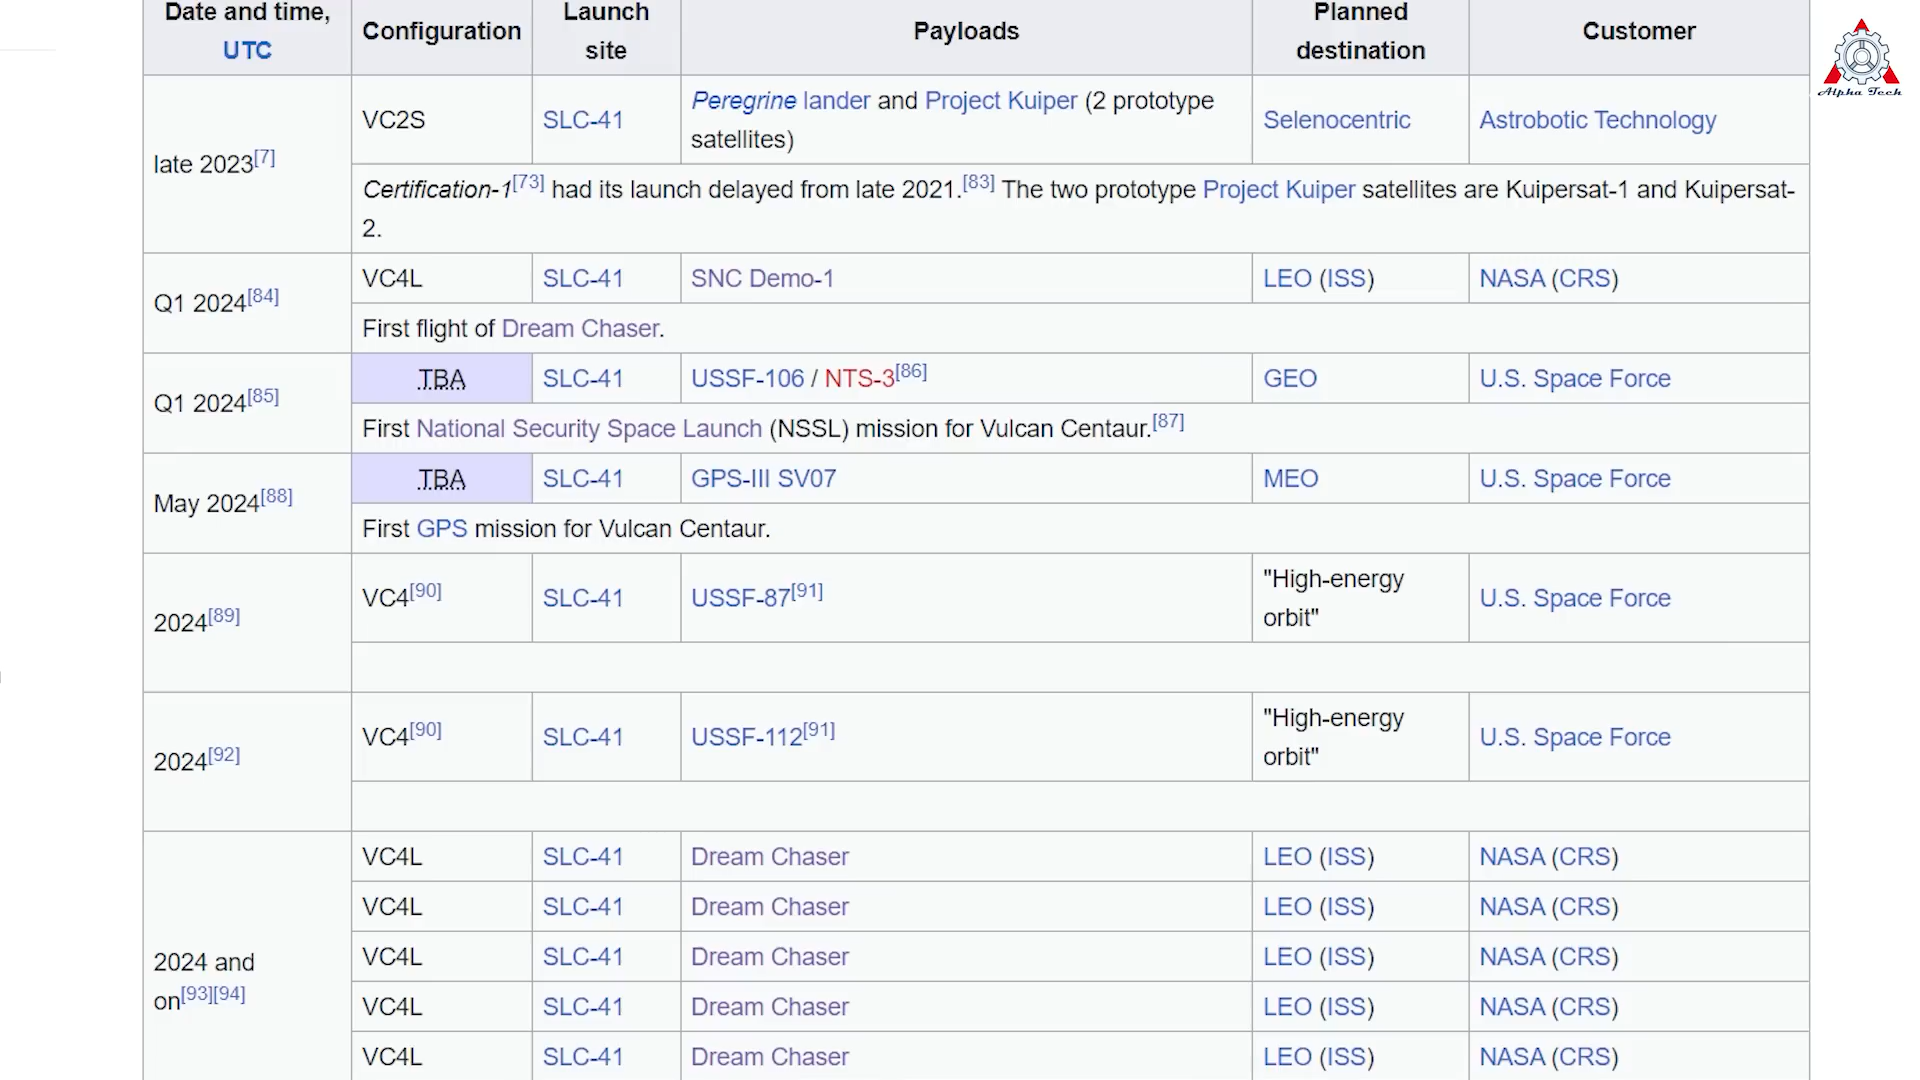 Date and time, UTC Configuration Launch site Payloads Planned destination Customer
late 2023[7]
VC2S SLC-41 Peregrine lander and Project Kuiper (2 prototype satellites) Selenocentric Astrobotic Technology
Certification-1[73] had its launch delayed from late 2021.[83] The two prototype Project Kuiper satellites are Kuipersat-1 and Kuipersat-
2.
Q1 2024[84]
VC4L SLC-41 SNC Demo-1 LEO (ISS) NASA (CRS)
First flight of Dream Chaser.
Q1 2024[85]
TBA SLC-41 USSF-106 / NTS-3[86] GEO U.S. Space Force
First National Security Space Launch (NSSL) mission for Vulcan Centaur.[87]
May 2024[88]
TBA SLC-41 GPS-III SV07 MEO U.S. Space Force
First GPS mission for Vulcan Centaur.
2024[89]
VC4[90] SLC-41 USSF-87[91] "High-energy orbit" U.S. Space Force
2024[92]
VC4[90] SLC-41 USSF-112[91] "High-energy orbit" U.S. Space Force
2024 and on[93][94]
VC4L SLC-41 Dream Chaser LEO (ISS) NASA (CRS)
VC4L SLC-41 Dream Chaser LEO (ISS) NASA (CRS)
VC4L SLC-41 Dream Chaser LEO (ISS) NASA (CRS)
VC4L SLC-41 Dream Chaser LEO (ISS) NASA (CRS)
VC4L SLC-41 Dream Chaser LEO (ISS) NASA (CRS)
Alpha Tech